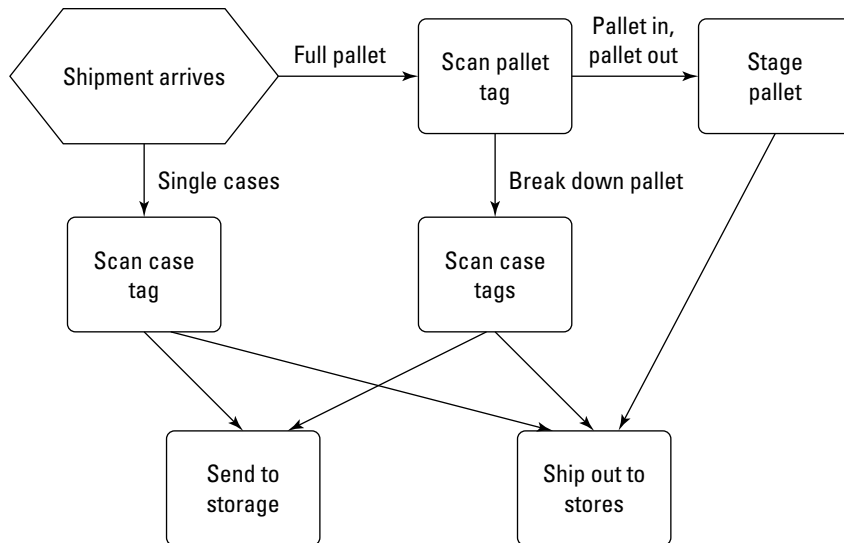 Shipment arrives
Full pallet
Scan pallet
tag
Pallet in,
pallet out
Stage
pallet
Single cases
Break down pallet
Scan case
tag
Scan case
tags
Send to
storage
Ship out to
stores